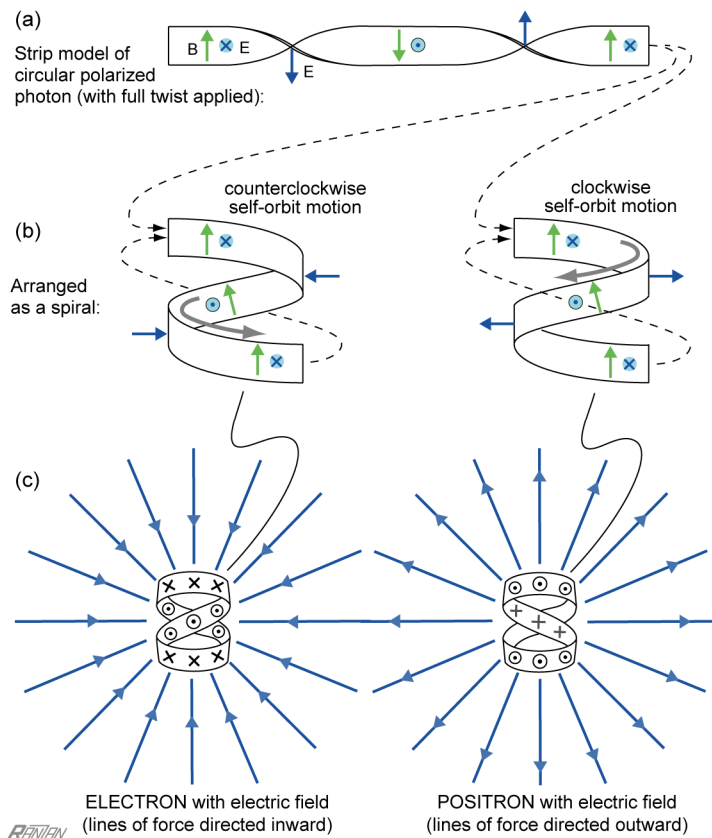 (a)
Strip model of
circular polarized
photon (with full twist applied):
B
E
E
counterclockwise
self-orbit motion
clockwise
self-orbit motion
(b)
Arranged
as a spiral:
(c)
ELECTRON with electric field
(lines of force directed inward)
POSITRON with electric field
(lines of force directed outward)
RANTAN